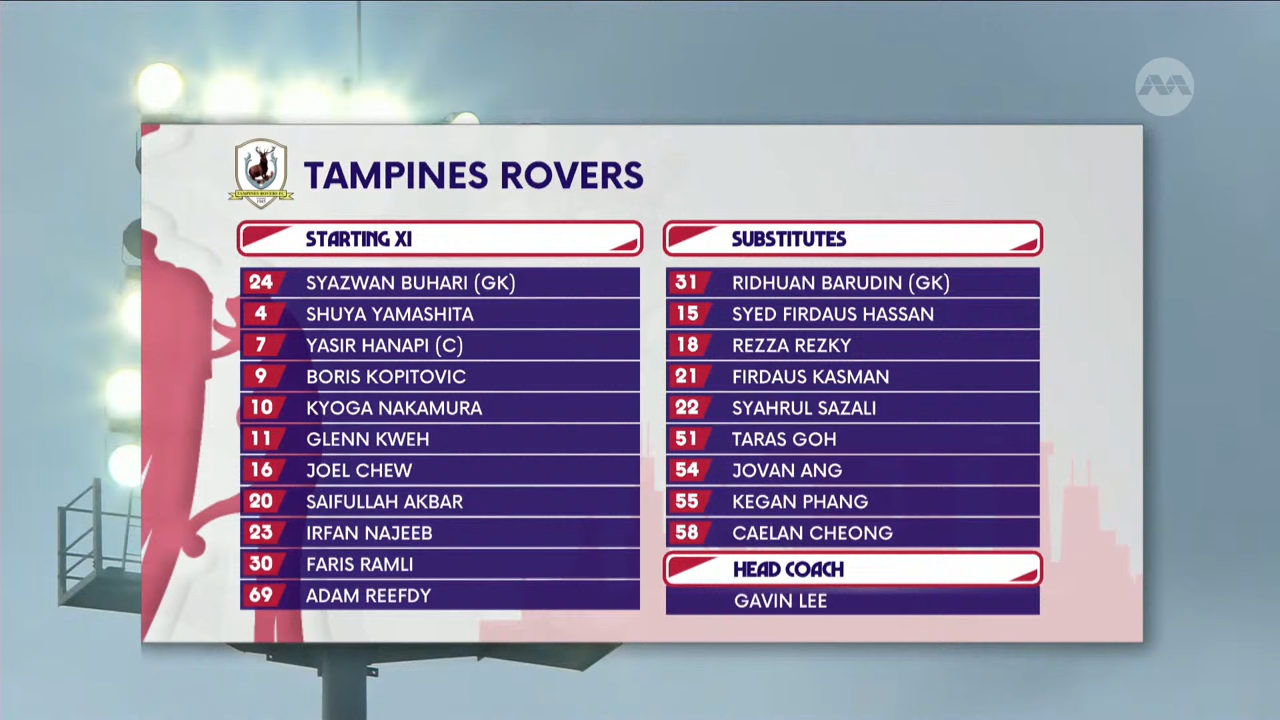 TAMPINES ROVERS
TAMPINES ROVERS FC
STARTING XI
24 SYAZWAN BUHARI (GK)
4 SHUYA YAMASHITA
7 YASIR HANAPI (C)
9 BORIS KOPITOVIC
10 KYOGA NAKAMURA
11 GLENN KWEH
16 JOEL CHEW
20 SAIFULLAH AKBAR
23 IRFAN NAJEEB
30 FARIS RAMLI
69 ADAM REEFDY
SUBSTITUTES
31 RIDHUAN BARUDIN (GK)
15 SYED FIRDAUS HASSAN
18 REZZA REZKY
21 FIRDAUS KASMAN
22 SYAHRUL SAZALI
51 TARAS GOH
54 JOVAN ANG
55 KEGAN PHANG
58 CAELAN CHEONG
HEAD COACH
GAVIN LEE